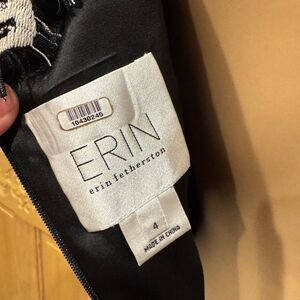 10430245
ERIN
erin fetherston
4
MADE IN CHINA